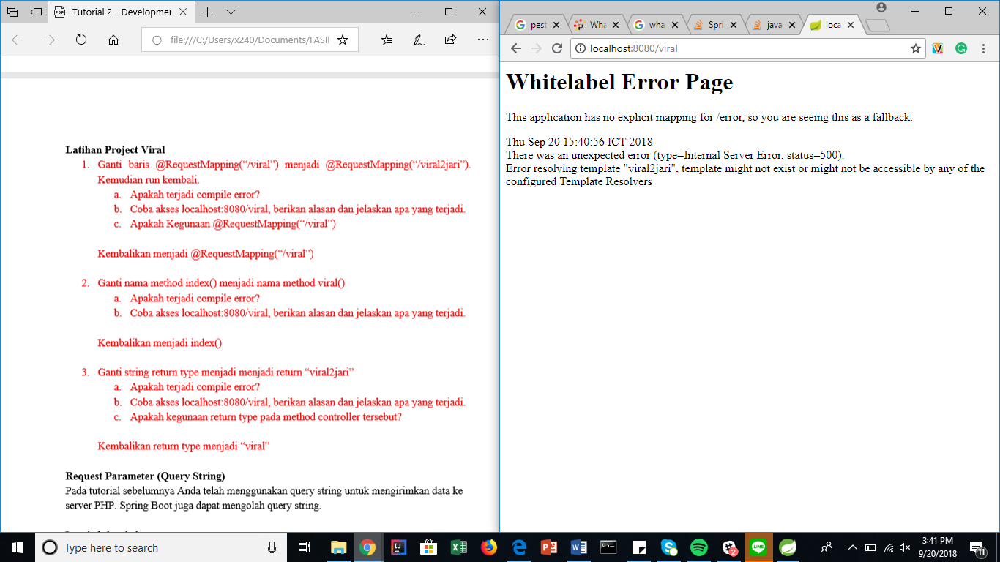 Tutorial 2 - Developmer
file:///C:/Users/x240/Documents/FASII
Latihan Project Viral
1. Ganti baris @RequestMapping(“/viral”) menjadi @RequestMapping(“/viral2jari”).
Kemudian run kembali.
a. Apakah terjadi compile error?
b. Coba akses localhost:8080/viral, berikan alasan dan jelaskan apa yang terjadi.
c. Apakah Kegunaan @RequestMapping(“/viral”)
Kembalikan menjadi @RequestMapping(“/viral”)
2. Ganti nama method index() menjadi nama method viral()
a. Apakah terjadi compile error?
b. Coba akses localhost:8080/viral, berikan alasan dan jelaskan apa yang terjadi.
Kembalikan menjadi index()
3. Ganti string return type menjadi menjadi return “viral2jari”
a. Apakah terjadi compile error?
b. Coba akses localhost:8080/viral, berikan alasan dan jelaskan apa yang terjadi.
c. Apakah kegunaan return type pada method controller tersebut?
Kembalikan return type menjadi “viral”
Request Parameter (Query String)
Pada tutorial sebelumnya Anda telah menggunakan query string untuk mengirimkan data ke
server PHP. Spring Boot juga dapat mengolah query string.
pest
Wha
wha
Spri
java
loca
localhost:8080/viral
Whitelabel Error Page
This application has no explicit mapping for /error, so you are seeing this as a fallback.
Thu Sep 20 15:40:56 ICT 2018
There was an unexpected error (type=Internal Server Error, status=500).
Error resolving template "viral2jari", template might not exist or might not be accessible by any of the
configured Template Resolvers
Type here to search
3:41 PM
9/20/2018